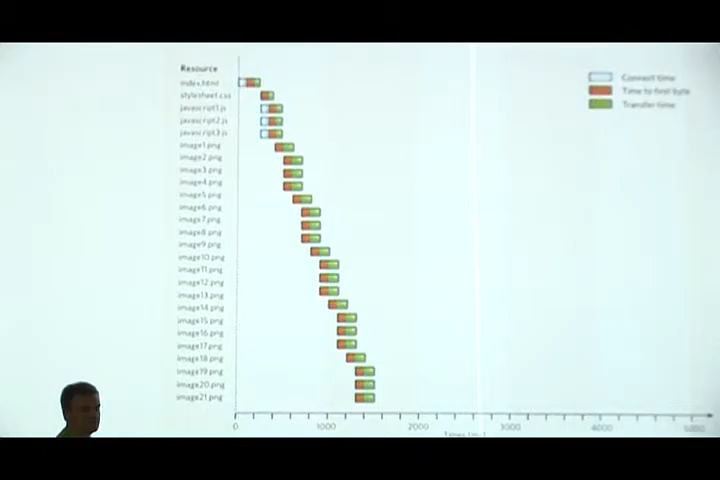 Resource
index.html
stylesheet.css
javascript1.js
javascript2.js
javascript3.js
image1.png
image2.png
image3.png
image4.png
image5.png
image6.png
image7.png
image8.png
image9.png
image10.png
image11.png
image12.png
image13.png
image14.png
image15.png
image16.png
image17.png
image18.png
image19.png
image20.png
image21.png
Connect time
Time to first byte
Transfer time
0 1000 2000 3000 4000 5000